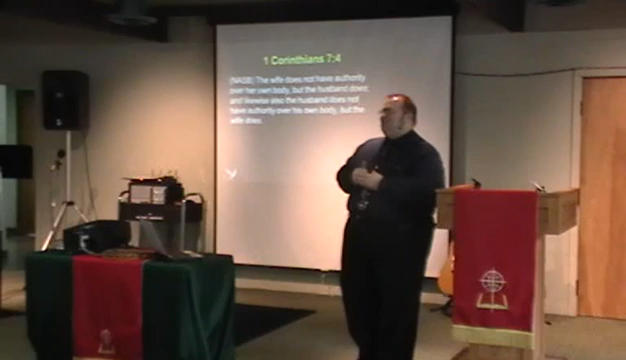 1 Corinthians 7:4
(NASB) The wife does not have authority
over her own body, but the husband does;
and likewise also the husband does not
have authority over his own body, but the
wife does.